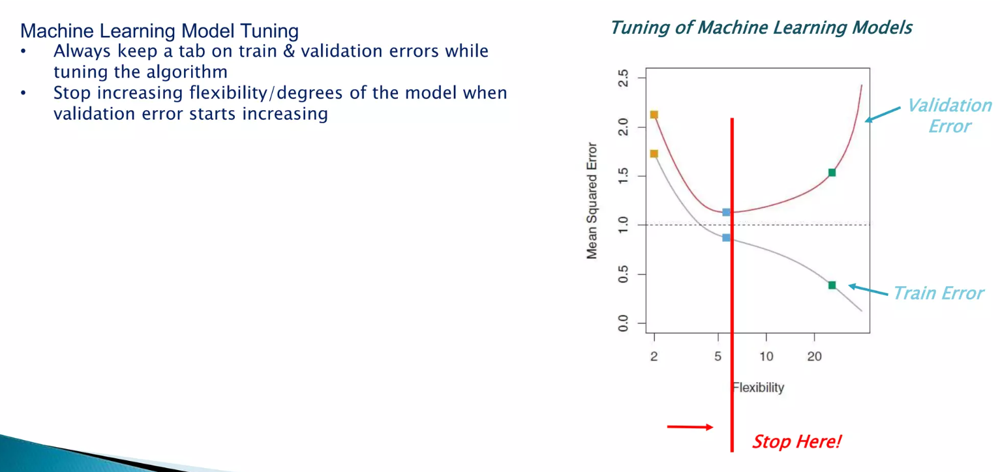 Machine Learning Model Tuning
• Always keep a tab on train & validation errors while
tuning the algorithm
• Stop increasing flexibility/degrees of the model when
validation error starts increasing
Tuning of Machine Learning Models
2.5
2.0
1.5
1.0
0.5
0.0
Mean Squared Error
2 5 10 20
Flexibility
Validation
Error
Train Error
Stop Here!